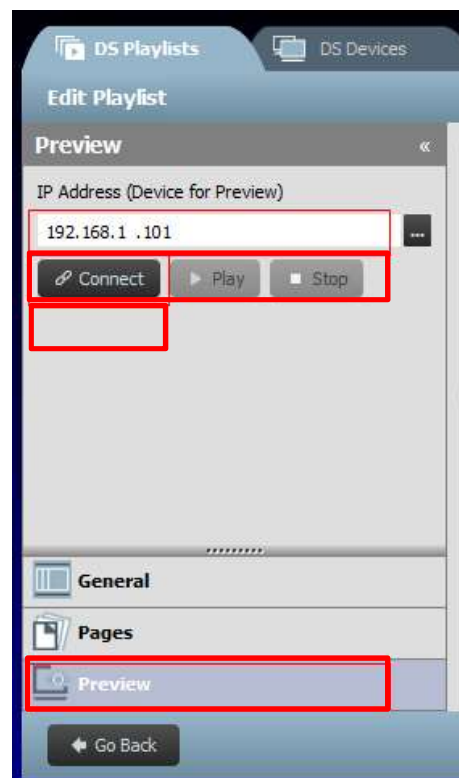 DS Playlists
DS Devices
Edit Playlist
Preview «
IP Address (Device for Preview)
192.168.1 .101 ...
Connect Play Stop
General
Pages
Preview
Go Back